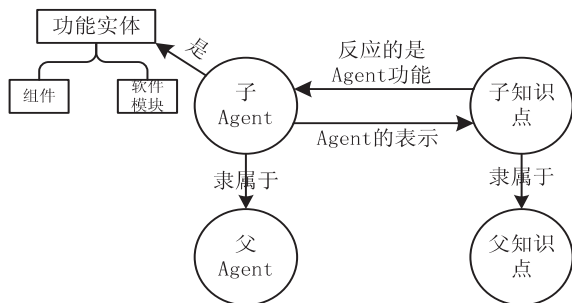 功能实体
是
组件
软件
模块
子
Agent
反应的是
Agent功能
Agent的表示
子知识
点
隶属于
隶属于
父
Agent
父知识
点